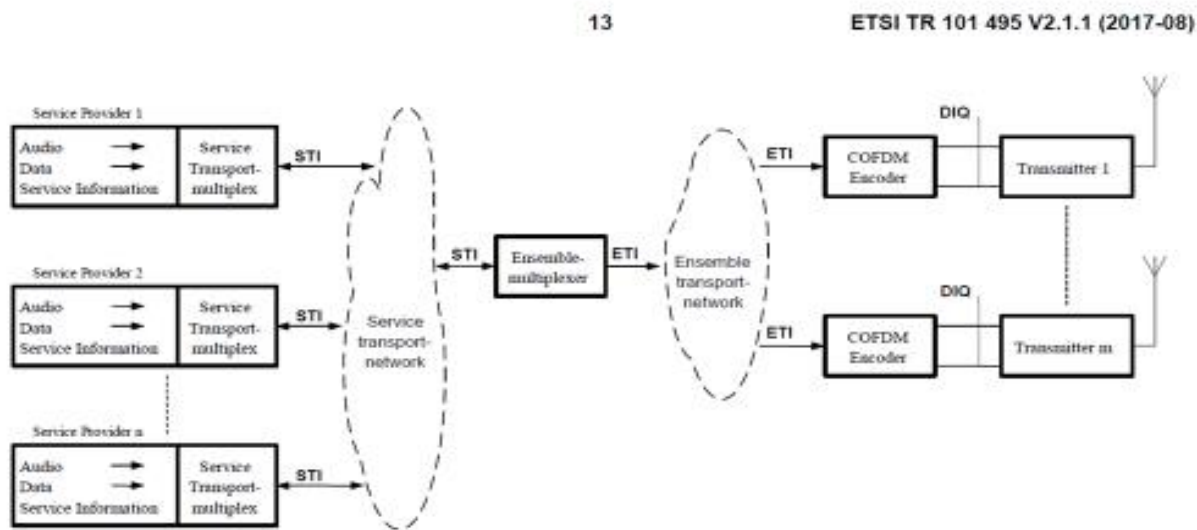 13
ETSI TR 101 495 V2.1.1 (2017-08)
Service Provider 1
Audio
Data
Service Information
Service
Transport-
multiplex
STI
Service Provider 2
Audio
Data
Service Information
Service
Transport-
multiplex
STI
Service Provider n
Audio
Data
Service Information
Service
Transport-
multiplex
STI
Service
transport-
network
STI
Ensemble-
multiplexer
ETI
Ensemble
transport-
network
ETI
COFDM
Encoder
DIQ
Transmitter 1
ETI
COFDM
Encoder
DIQ
Transmitter m